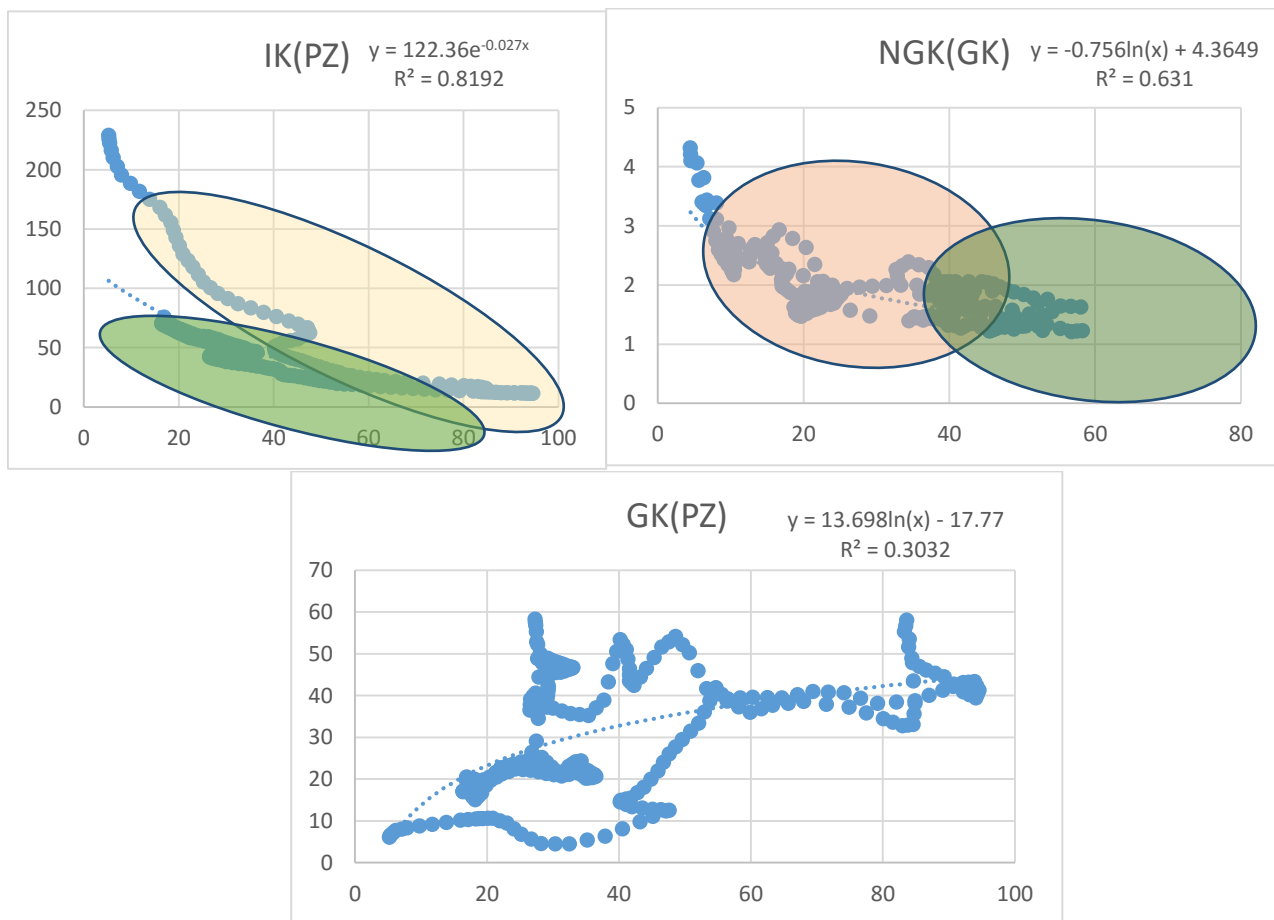 IK(PZ)
y = 122.36e^-0.027x
R² = 0.8192
250
200
150
100
50
0
0 20 40 60 80 100
NGK(GK)
y = -0.756ln(x) + 4.3649
R² = 0.631
5
4
3
2
1
0
0 20 40 60 80
GK(PZ)
y = 13.698ln(x) - 17.77
R² = 0.3032
70
60
50
40
30
20
10
0
0 20 40 60 80 100